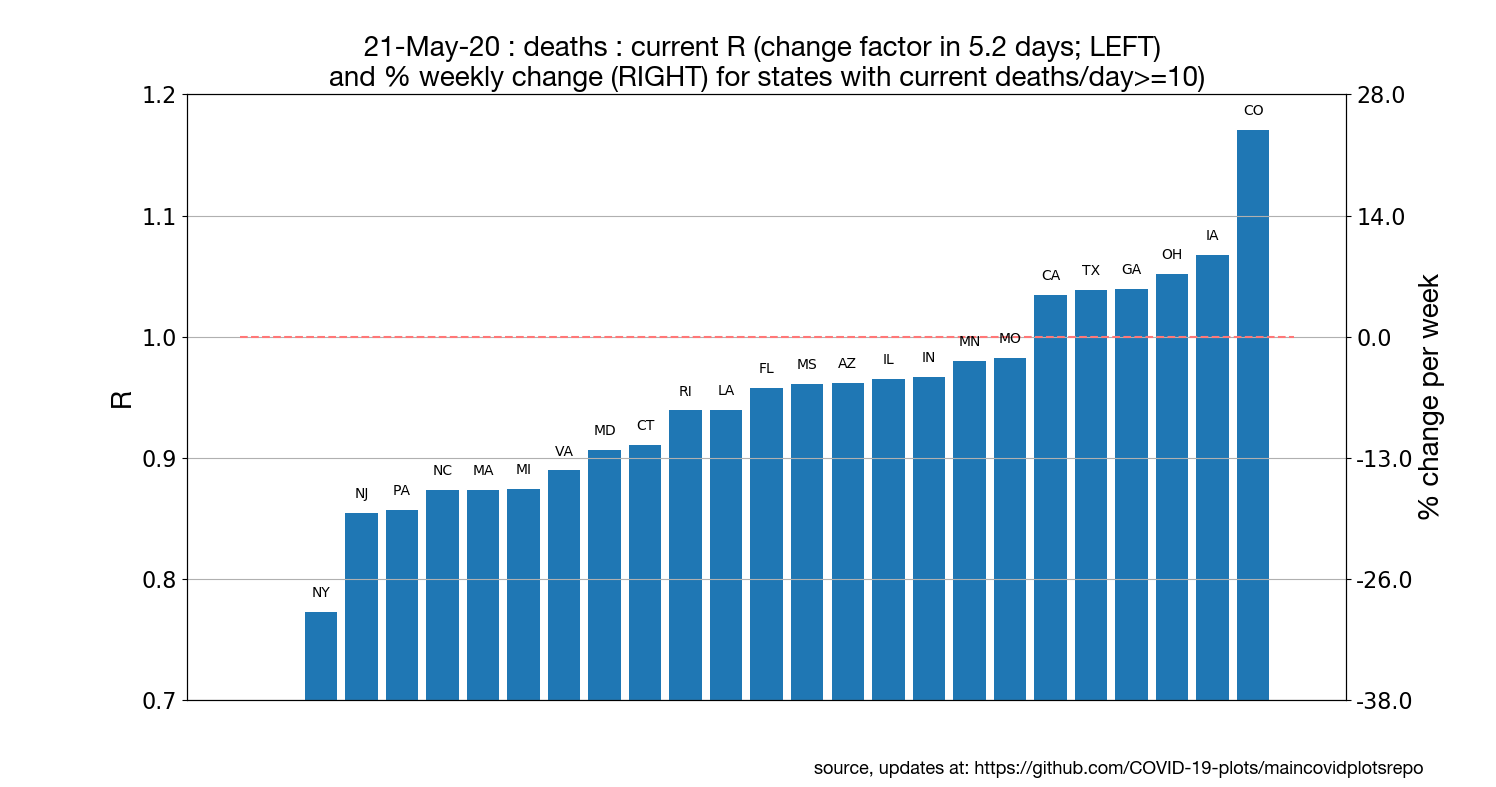 21-May-20 : deaths : current R (change factor in 5.2 days; LEFT)
and % weekly change (RIGHT) for states with current deaths/day>=10)
1.2
1.1
1.0
0.9
0.8
0.7
R
NY
NJ
PA
NC
MA
MI
VA
MD
CT
RI
LA
FL
MS
AZ
IL
IN
MN
MO
CA
TX
GA
OH
IA
CO
28.0
14.0
0.0
-13.0
-26.0
-38.0
% change per week
source, updates at: https://github.com/COVID-19-plots/maincovidplotsrepo